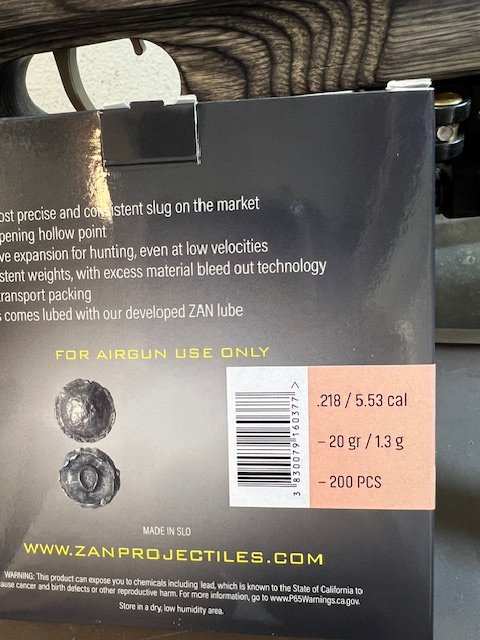 ost precise and consistent slug on the market
pening hollow point
ve expansion for hunting, even at low velocities
stent weights, with excess material bleed out technology
transport packing
s comes lubed with our developed ZAN lube
FOR AIRGUN USE ONLY
3 830079 160377 >
.218 / 5.53 cal
– 20 gr / 1.3 g
– 200 PCS
MADE IN SLO
WWW.ZANPROJECTILES.COM
WARNING: This product can expose you to chemicals including lead, which is known to the State of California to
ause cancer and birth defects or other reproductive harm. For more information, go to www.P65Warnings.ca.gov.
Store in a dry, low humidity area.